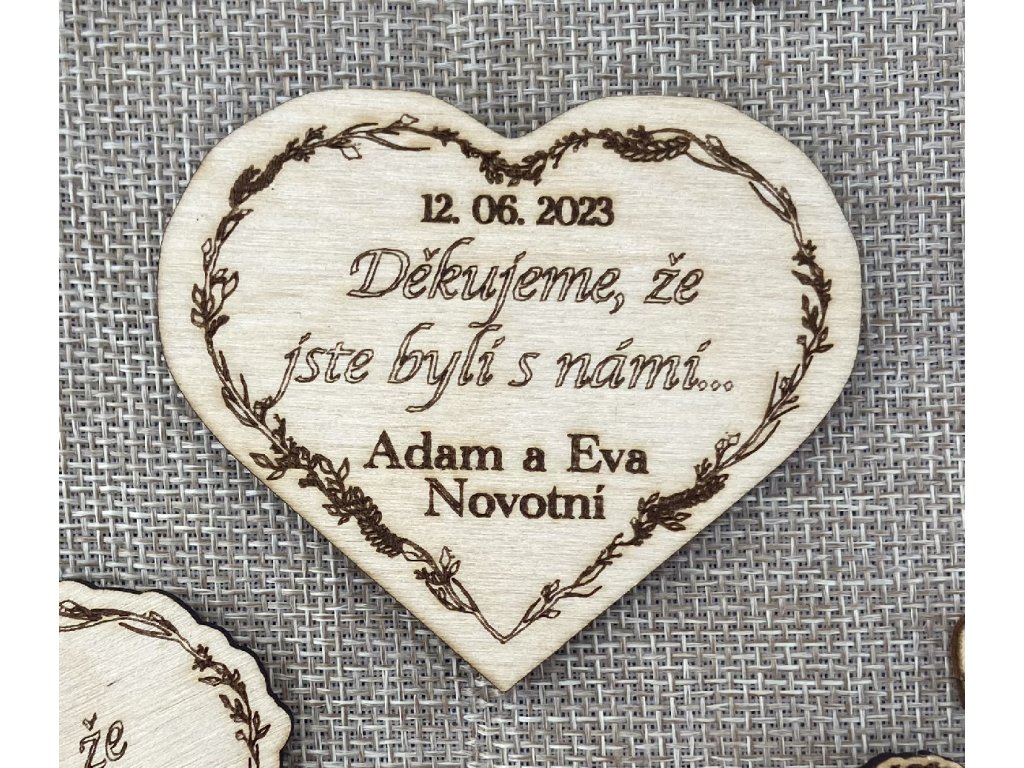 12. 06. 2023
Děkujeme, že
jste byli s námi...
Adam a Eva
Novotní
že